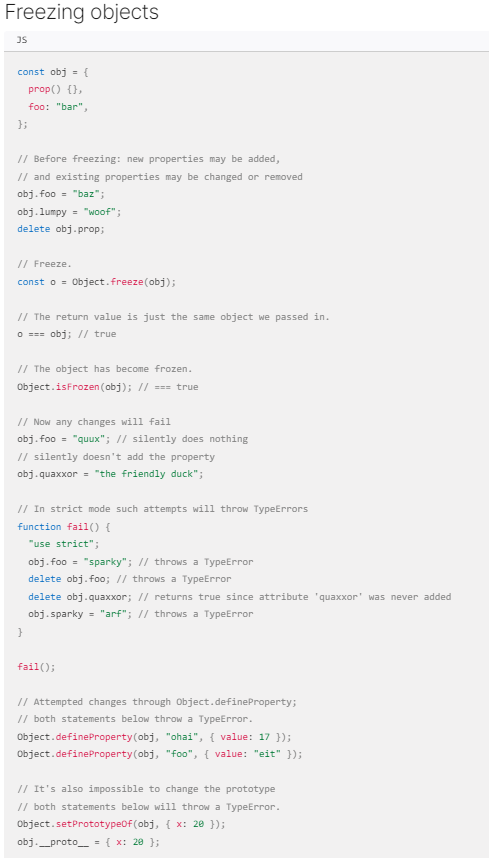 Freezing objects
JS
const obj = {
  prop() {},
  foo: "bar",
};
// Before freezing: new properties may be added,
// and existing properties may be changed or removed
obj.foo = "baz";
obj.lumpy = "woof";
delete obj.prop;
// Freeze.
const o = Object.freeze(obj);
// The return value is just the same object we passed in.
o === obj; // true
// The object has become frozen.
Object.isFrozen(obj); // === true
// Now any changes will fail
obj.foo = "quux"; // silently does nothing
// silently doesn't add the property
obj.quaxxor = "the friendly duck";
// In strict mode such attempts will throw TypeErrors
function fail() {
  "use strict";
  obj.foo = "sparky"; // throws a TypeError
  delete obj.foo; // throws a TypeError
  delete obj.quaxxor; // returns true since attribute 'quaxxor' was never added
  obj.sparky = "arf"; // throws a TypeError
}
fail();
// Attempted changes through Object.defineProperty;
// both statements below throw a TypeError.
Object.defineProperty(obj, "ohai", { value: 17 });
Object.defineProperty(obj, "foo", { value: "eit" });
// It's also impossible to change the prototype
// both statements below will throw a TypeError.
Object.setPrototypeOf(obj, { x: 20 });
obj.__proto__ = { x: 20 };